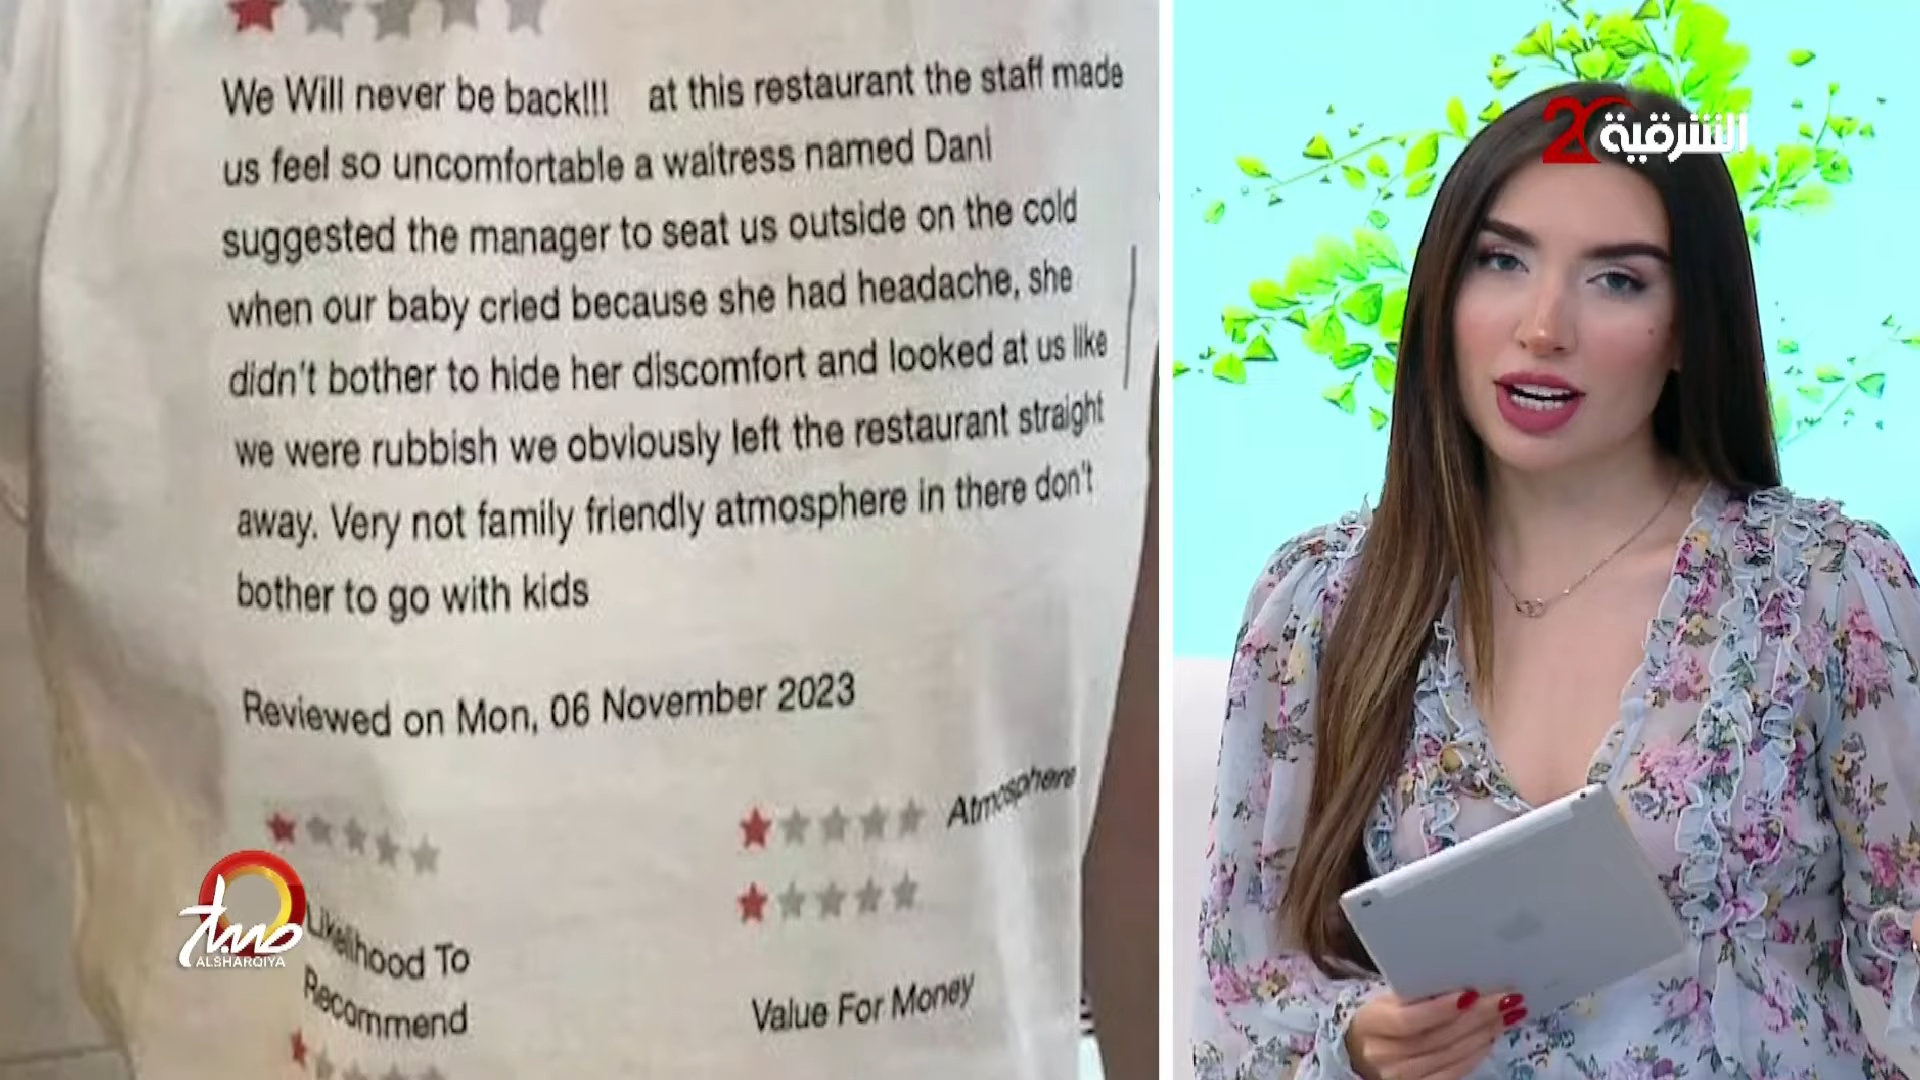 We Will never be back!!! at this restaurant the staff made
us feel so uncomfortable a waitress named Dani
suggested the manager to seat us outside on the cold
when our baby cried because she had headache, she
didn't bother to hide her discomfort and looked at us like
we were rubbish we obviously left the restaurant straight
away. Very not family friendly atmosphere in there don't
bother to go with kids
Reviewed on Mon, 06 November 2023
Atmosphere
Likelihood To
Recommend
Value For Money
20 الشرقية
ALSHARQIYA